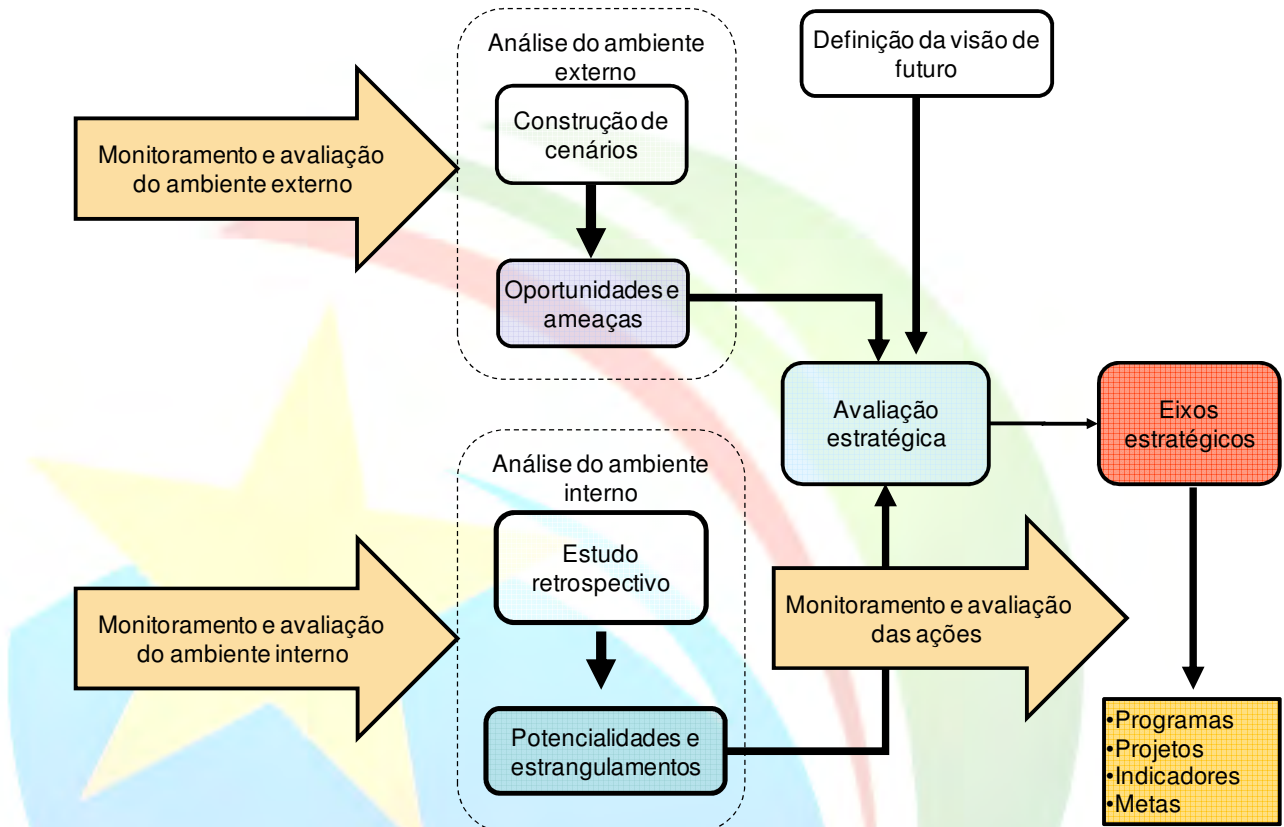 Análise do ambiente
externo
Construção de
cenários
Oportunidades e
ameaças
Definição da visão de
futuro
Monitoramento e avaliação
do ambiente externo
Avaliação
estratégica
Eixos
estratégicos
Análise do ambiente
interno
Estudo
retrospectivo
Potencialidades e
estrangulamentos
Monitoramento e avaliação
do ambiente interno
Monitoramento e avaliação
das ações
•Programas
•Projetos
•Indicadores
•Metas